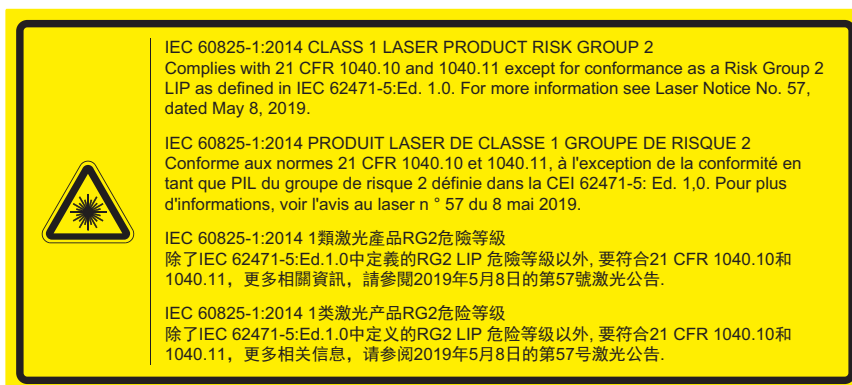 IEC 60825-1:2014 CLASS 1 LASER PRODUCT RISK GROUP 2
Complies with 21 CFR 1040.10 and 1040.11 except for conformance as a Risk Group 2
LIP as defined in IEC 62471-5:Ed. 1.0. For more information see Laser Notice No. 57,
dated May 8, 2019.
IEC 60825-1:2014 PRODUIT LASER DE CLASSE 1 GROUPE DE RISQUE 2
Conforme aux normes 21 CFR 1040.10 et 1040.11, à l'exception de la conformité en
tant que PIL du groupe de risque 2 définie dans la CEI 62471-5: Ed. 1,0. Pour plus
d'informations, voir l'avis au laser n ° 57 du 8 mai 2019.
IEC 60825-1:2014 1類激光產品RG2危險等級
除了IEC 62471-5:Ed.1.0中定義的RG2 LIP 危險等級以外, 要符合21 CFR 1040.10和
1040.11，更多相關資訊，請參閱2019年5月8日的第57號激光公告.
IEC 60825-1:2014 1类激光产品RG2危险等级
除了IEC 62471-5:Ed.1.0中定义的RG2 LIP 危险等级以外, 要符合21 CFR 1040.10和
1040.11，更多相关信息，请参阅2019年5月8日的第57号激光公告.